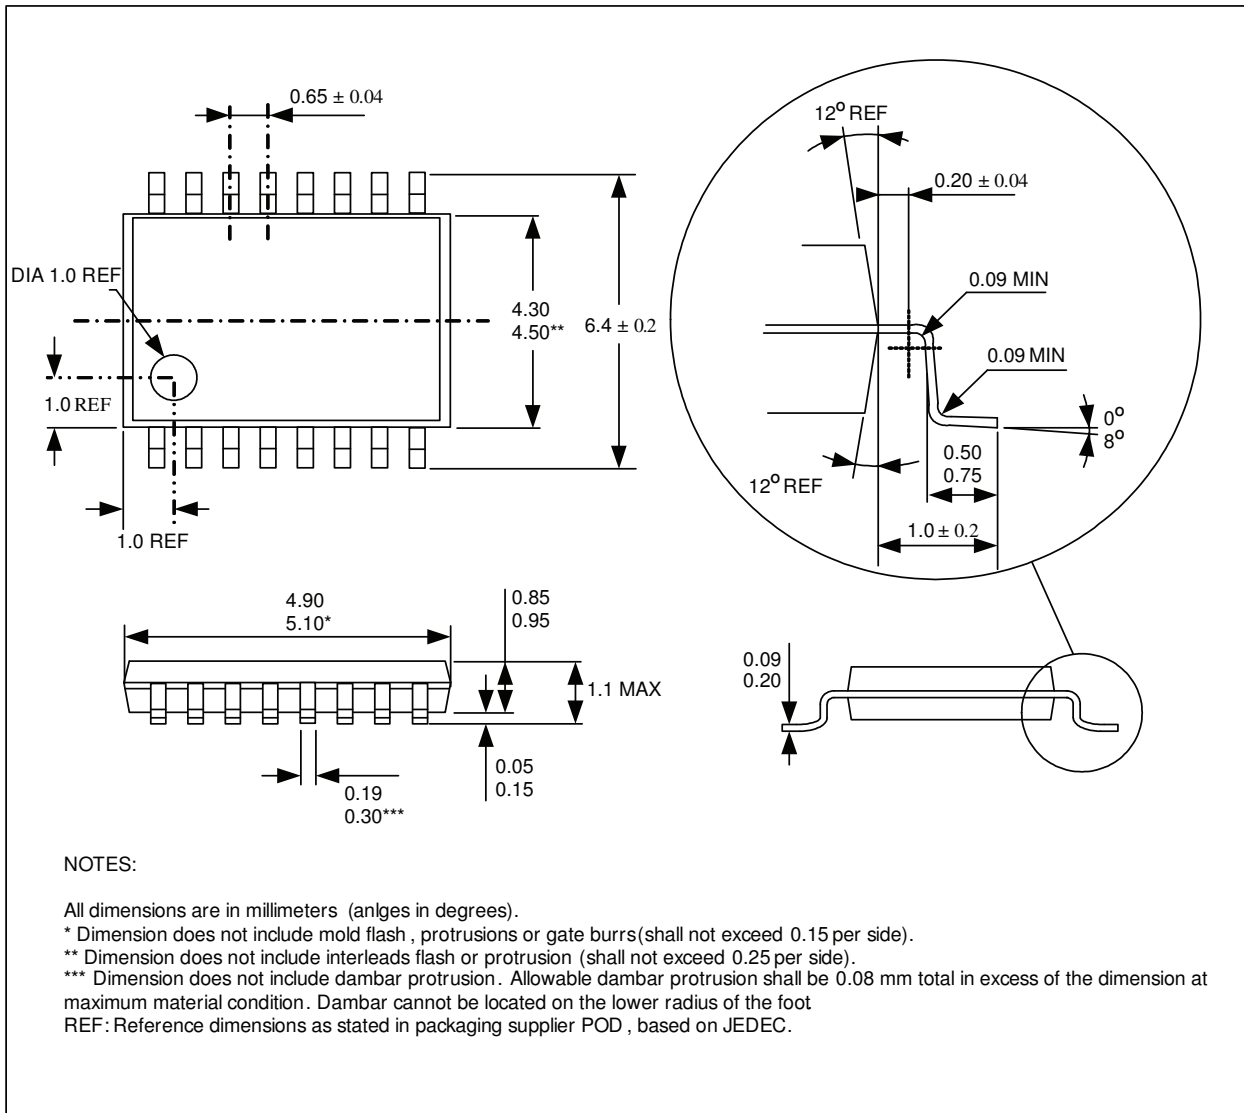 0.65 ± 0.04
DIA 1.0 REF
4.30
4.50**
6.4 ± 0.2
1.0 REF
1.0 REF
12° REF
0.20 ± 0.04
0.09 MIN
0.09 MIN
0°
8°
0.50
0.75
12° REF
1.0 ± 0.2
4.90
5.10*
0.85
0.95
1.1 MAX
0.05
0.15
0.19
0.30***
0.09
0.20
NOTES:
All dimensions are in millimeters (anlges in degrees).
* Dimension does not include mold flash, protrusions or gate burrs(shall not exceed 0.15 per side).
** Dimension does not include interleads flash or protrusion (shall not exceed 0.25 per side).
*** Dimension does not include dambar protrusion. Allowable dambar protrusion shall be 0.08 mm total in excess of the dimension at
maximum material condition. Dambar cannot be located on the lower radius of the foot
REF: Reference dimensions as stated in packaging supplier POD, based on JEDEC.